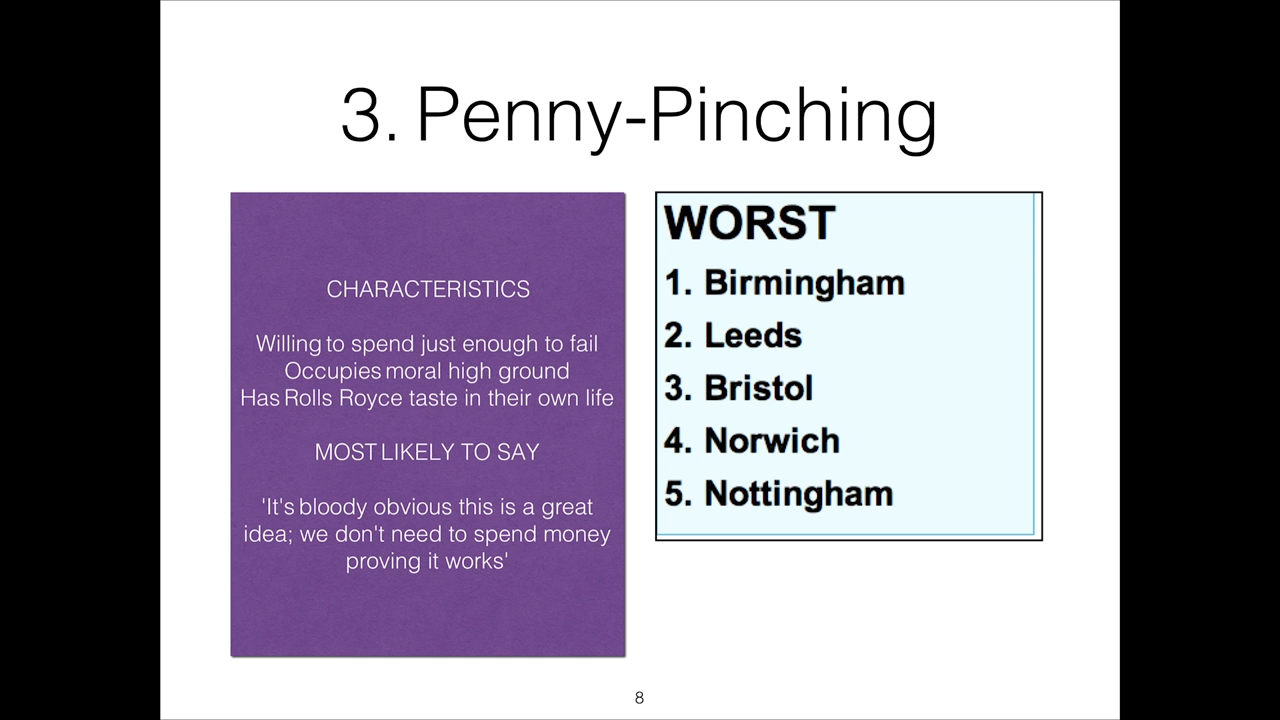 3. Penny-Pinching
CHARACTERISTICS
Willing to spend just enough to fail
Occupies moral high ground
Has Rolls Royce taste in their own life
MOST LIKELY TO SAY
'It's bloody obvious this is a great
idea; we don't need to spend money
proving it works'
WORST
1. Birmingham
2. Leeds
3. Bristol
4. Norwich
5. Nottingham
8